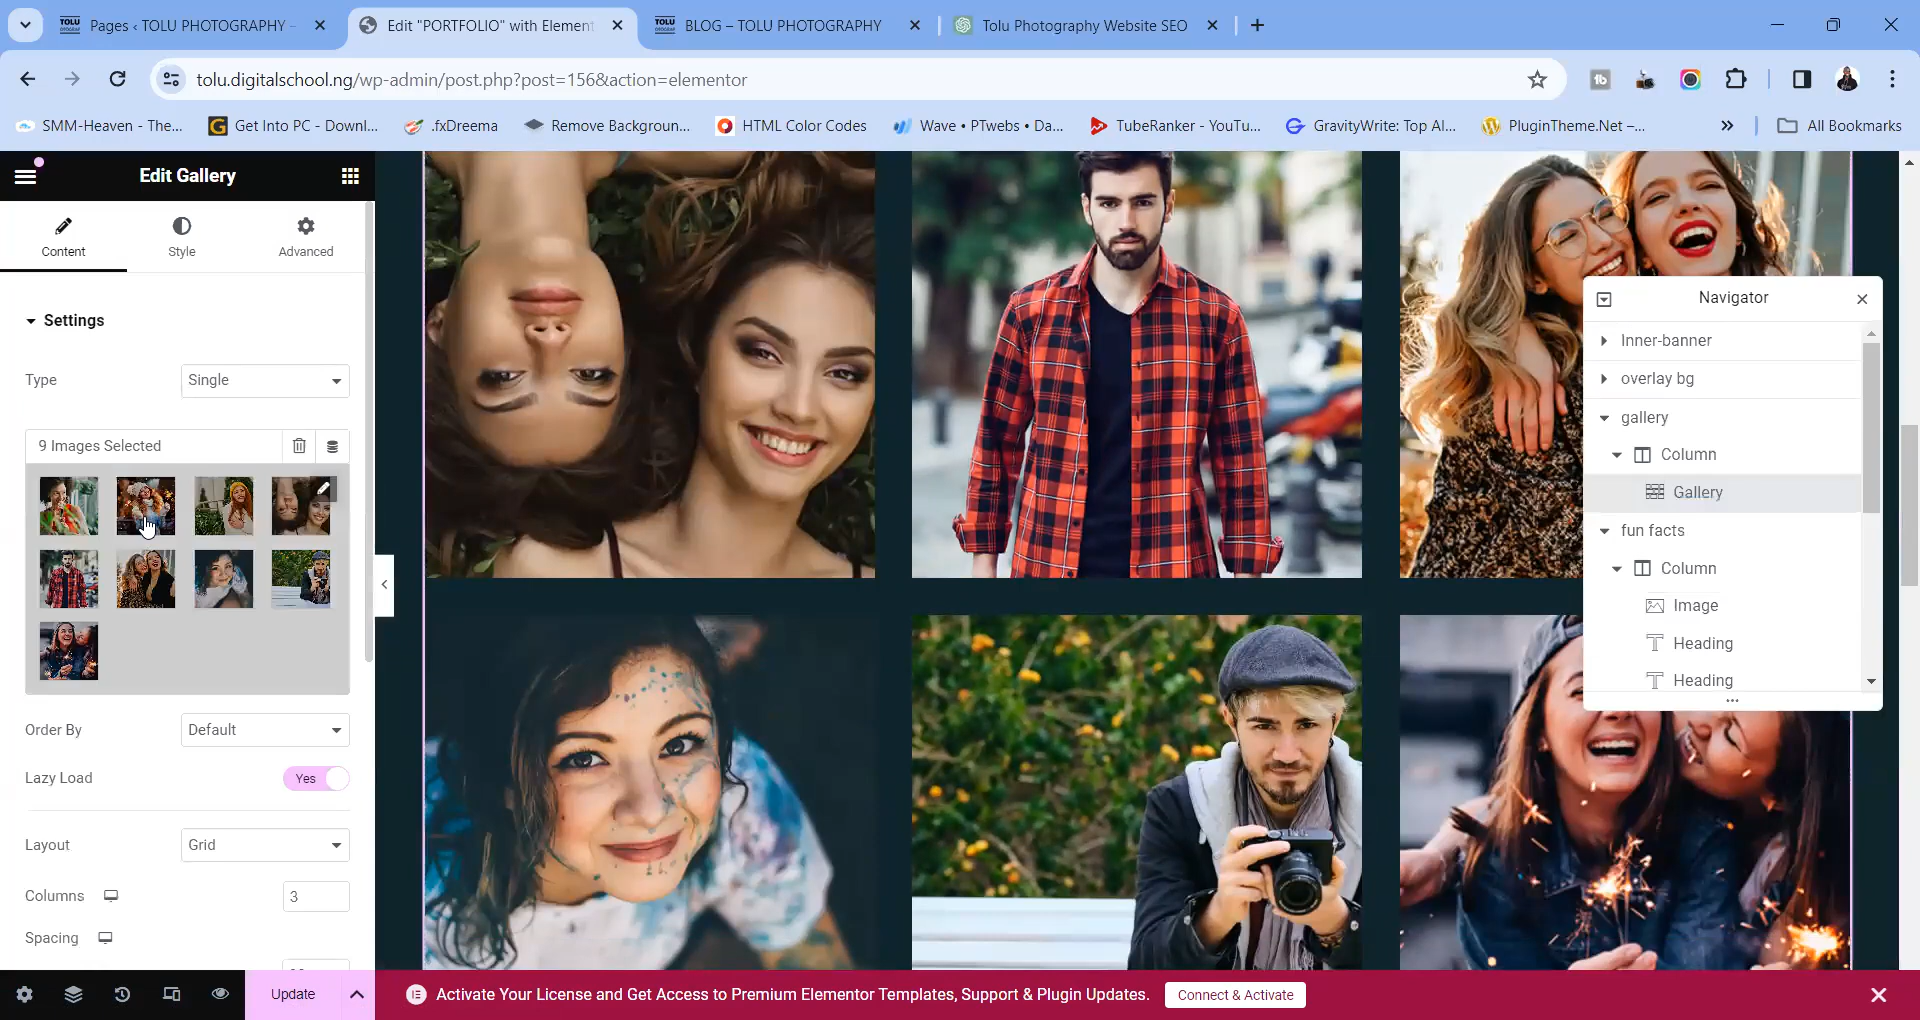 TOLU
Pages ‹ TOLU PHOTOGRAPHY –
Edit "PORTFOLIO" with Element
TOLU
BLOG – TOLU PHOTOGRAPHY
Tolu Photography Website SEO
tolu.digitalschool.ng/wp-admin/post.php?post=156&action=elementor
SMM-Heaven - The...
Get Into PC - Downl...
.fxDreema
Remove Backgroun...
HTML Color Codes
Wave • PTwebs • Da...
TubeRanker - YouTu...
GravityWrite: Top AI...
PluginTheme.Net –...
»
All Bookmarks
Edit Gallery
Content
Style
Advanced
Settings
Type
Single
9 Images Selected
Order By
Default
Lazy Load
Yes
Layout
Grid
Columns
3
Spacing
Navigator
Inner-banner
overlay bg
gallery
Column
Gallery
fun facts
Column
Image
Heading
Heading
Update
Activate Your License and Get Access to Premium Elementor Templates, Support & Plugin Updates.
Connect & Activate